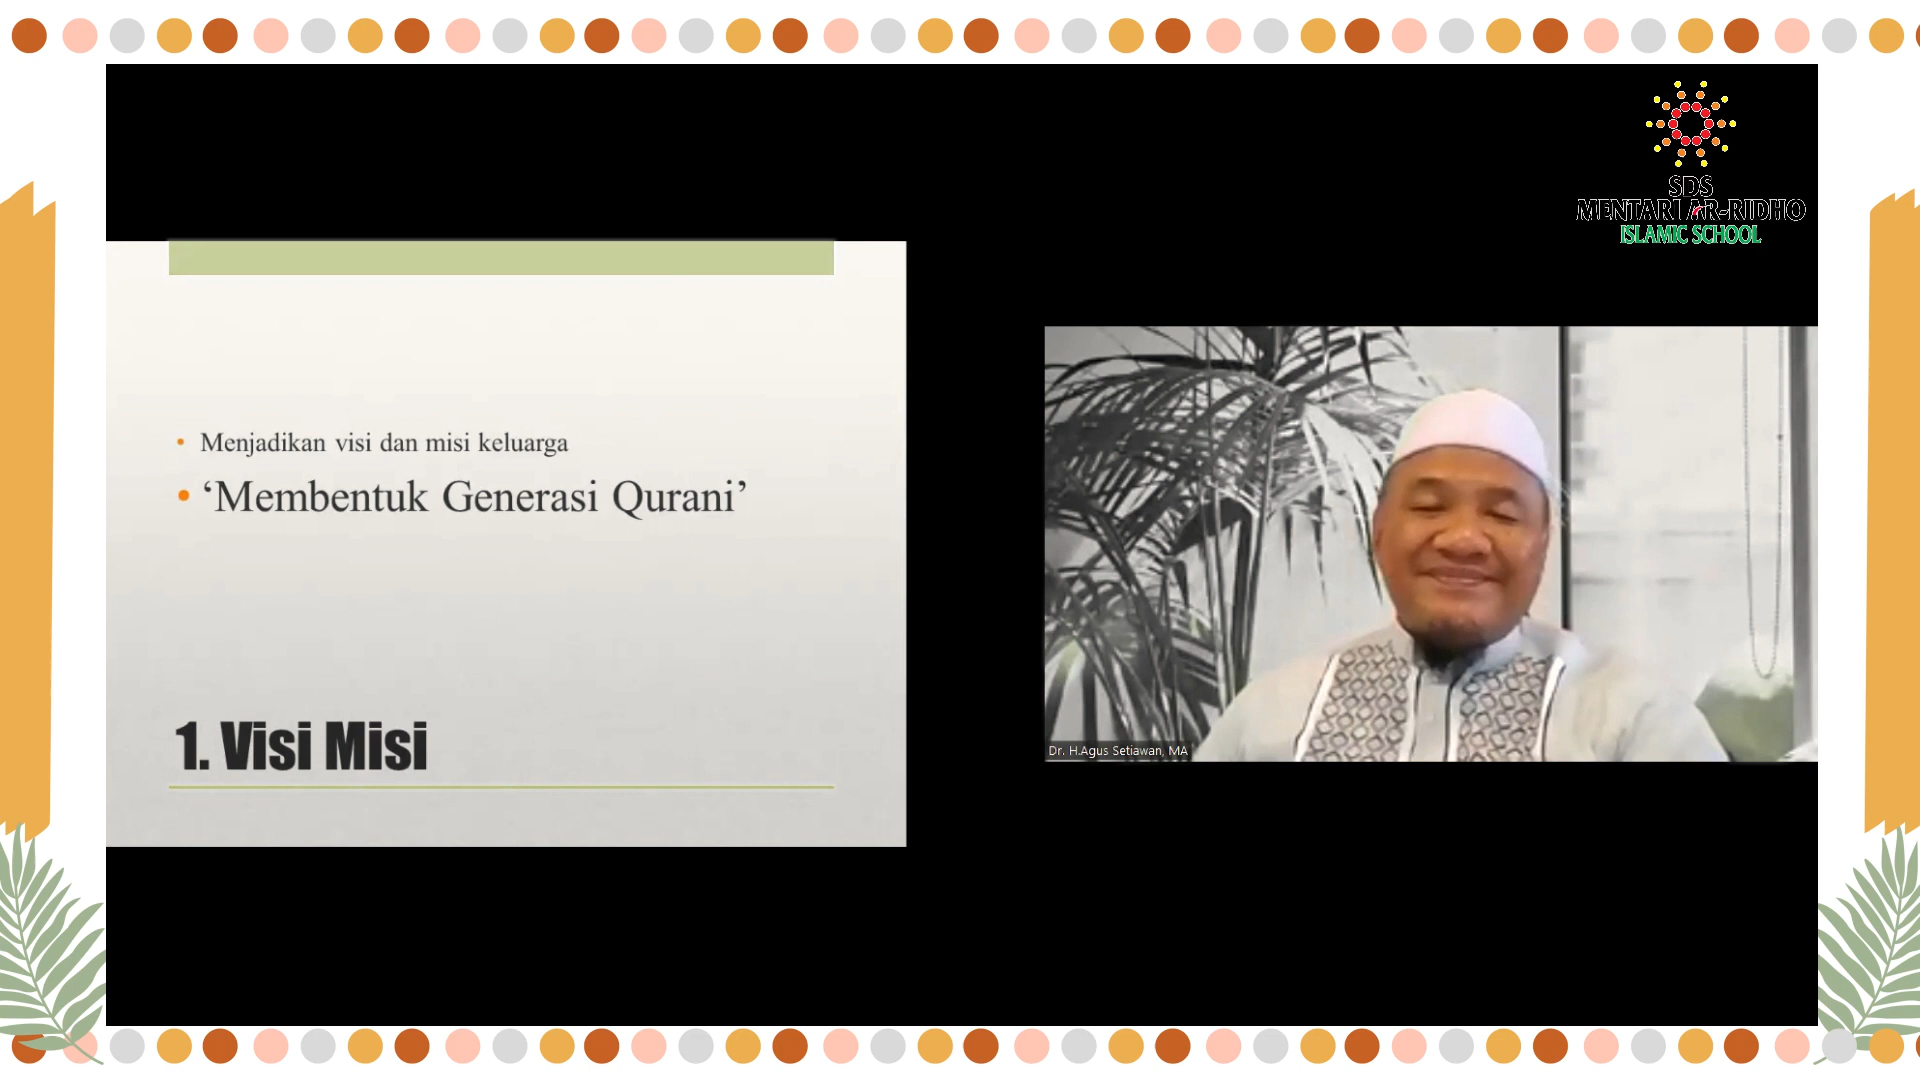 SDS
MENTARI AR-RIDHO
ISLAMIC SCHOOL
• Menjadikan visi dan misi keluarga
• ‘Membentuk Generasi Qurani’
1. Visi Misi
Dr. H.Agus Setiawan, MA